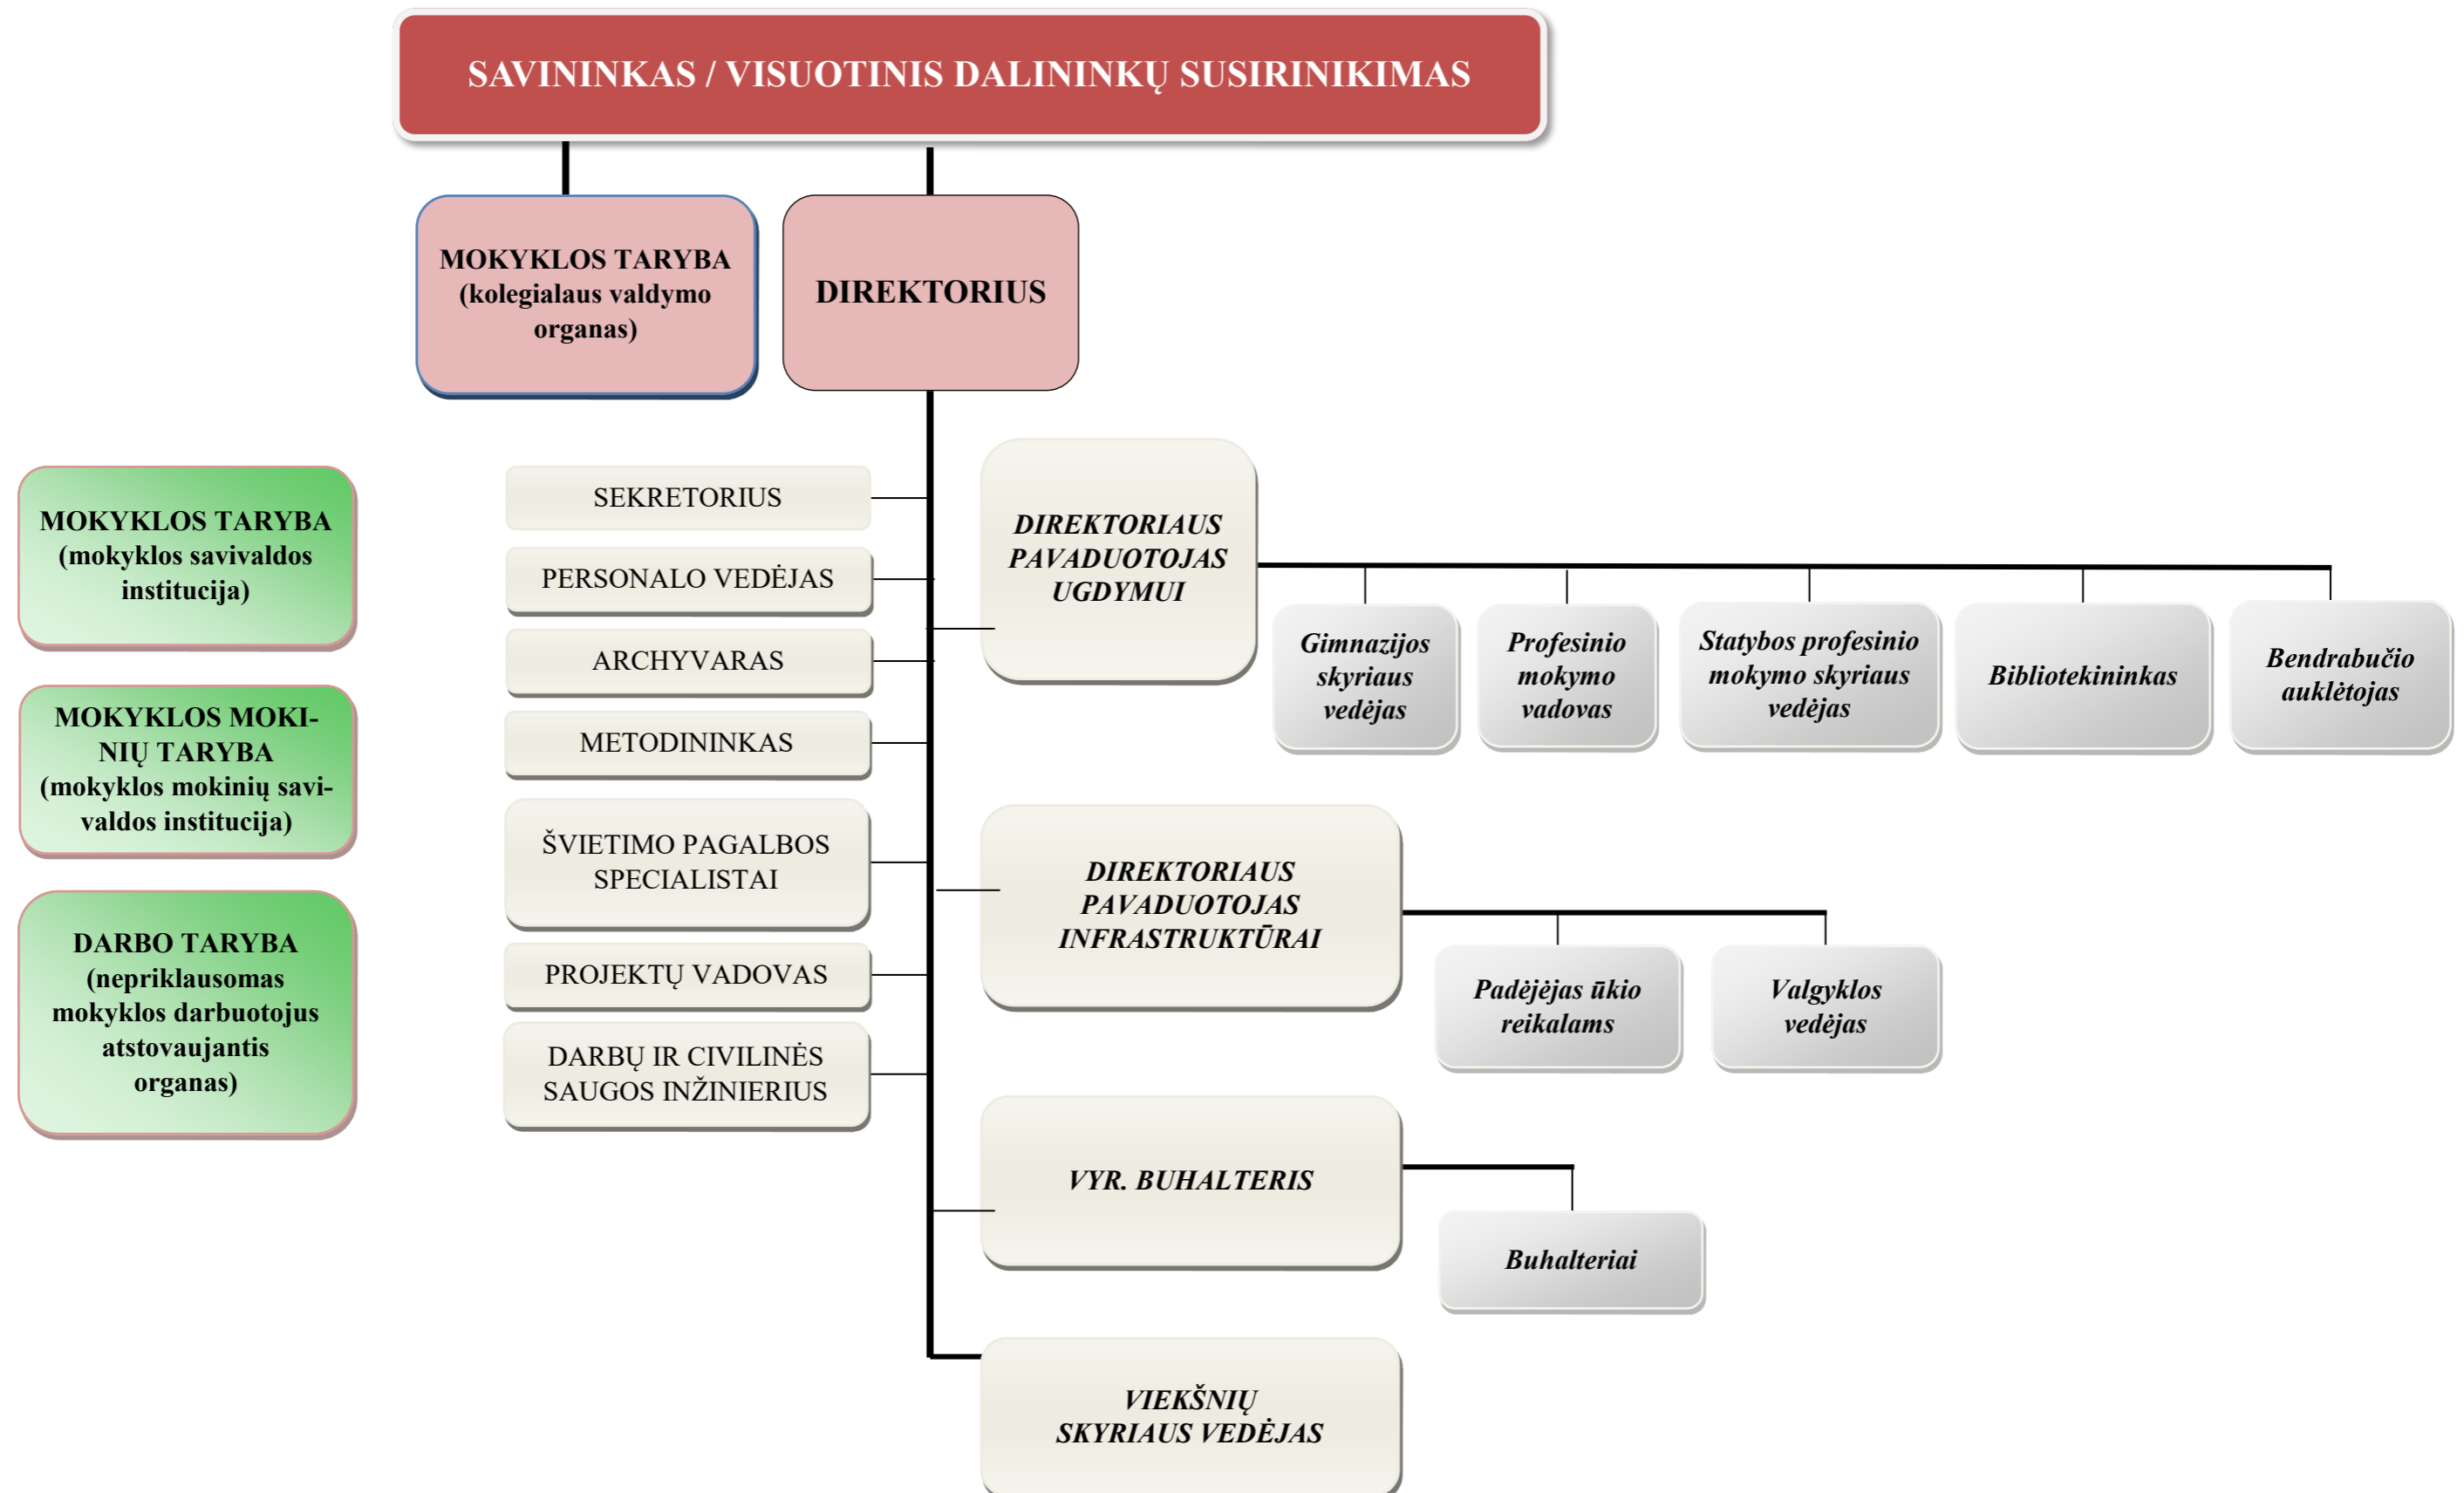 SAVININKAS / VISUOTINIS DALININKŲ SUSIRINIKIMAS
MOKYKLOS TARYBA
(kolegialaus valdymo
organas)
DIREKTORIUS
MOKYKLOS TARYBA
(mokyklos savivaldos
institucija)
MOKYKLOS MOKI-
NIŲ TARYBA
(mokyklos mokinių savi-
valdos institucija)
DARBO TARYBA
(nepriklausomas
mokyklos darbuotojus
atstovaujantis
organas)
SEKRETORIUS
PERSONALO VEDĖJAS
ARCHYVARAS
METODININKAS
ŠVIETIMO PAGALBOS
SPECIALISTAI
PROJEKTŲ VADOVAS
DARBŲ IR CIVILINĖS
SAUGOS INŽINIERIUS
DIREKTORIAUS
PAVADUOTOJAS
UGDYMUI
Gimnazijos
skyriaus
vedėjas
Profesinio
mokymo
vadovas
Statybos profesinio
mokymo skyriaus
vedėjas
Bibliotekininkas
Bendrabučio
auklėtojas
DIREKTORIAUS
PAVADUOTOJAS
INFRASTRUKTŪRAI
Padėjėjas ūkio
reikalams
Valgyklos
vedėjas
VYR. BUHALTERIS
Buhalteriai
VIEKŠNIŲ
SKYRIAUS VEDĖJAS